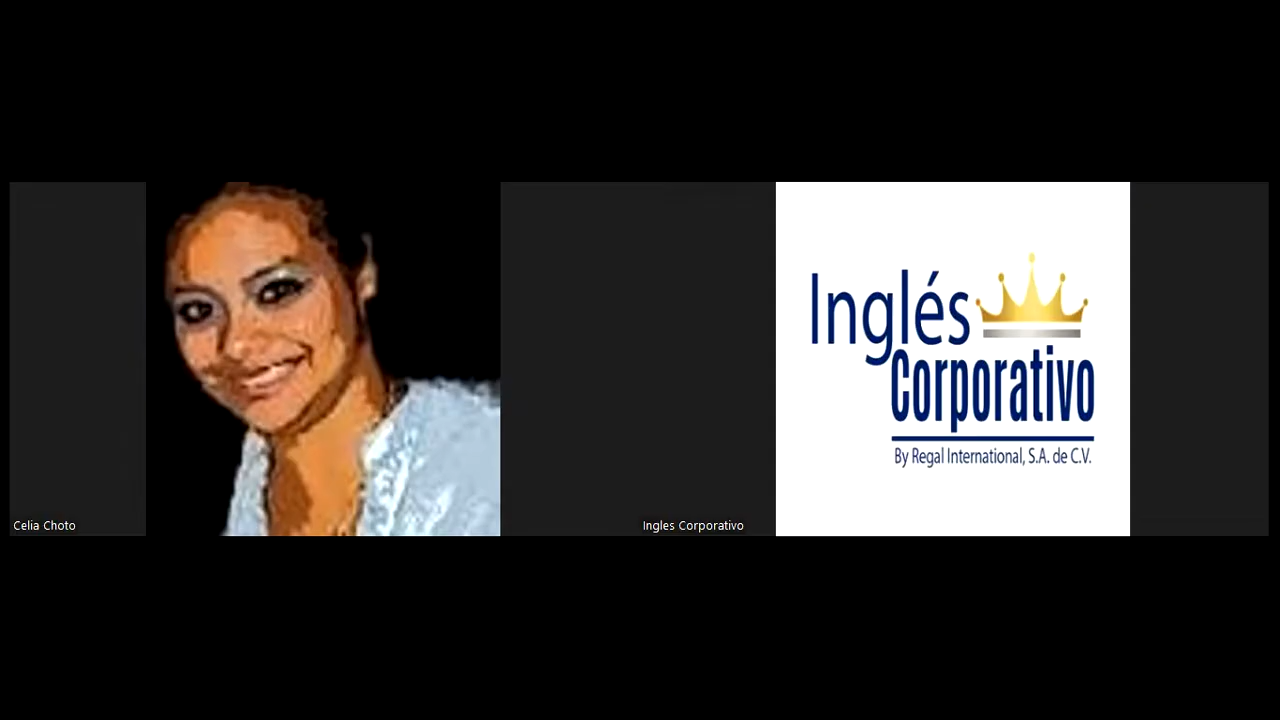 Inglés
Corporativo
By Regal International, S.A. de C.V.
Celia Choto
Ingles Corporativo